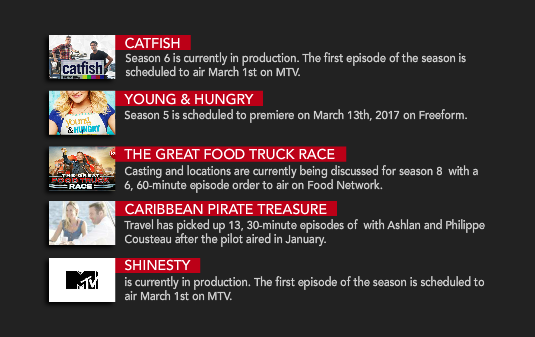 CATFISH
Season 6 is currently in production. The first episode of the season is
scheduled to air March 1st on MTV.
catfish
YOUNG & HUNGRY
Season 5 is scheduled to premiere on March 13th, 2017 on Freeform.
YOUNG
& HUNGRY
THE GREAT FOOD TRUCK RACE
Casting and locations are currently being discussed for season 8 with a
6, 60-minute episode order to air on Food Network.
THE GREAT
FOOD TRUCK
RACE
CARIBBEAN PIRATE TREASURE
Travel has picked up 13, 30-minute episodes of with Ashlan and Philippe
Cousteau after the pilot aired in January.
SHINESTY
is currently in production. The first episode of the season is scheduled to
air March 1st on MTV.
MTV